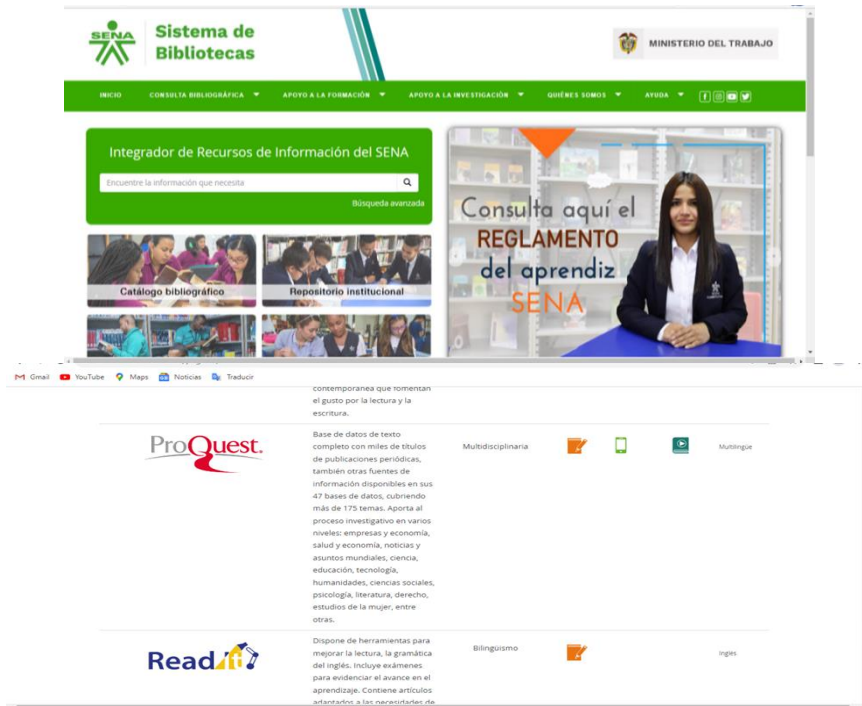 SENA
Sistema de
Bibliotecas
MINISTERIO DEL TRABAJO
INICIO CONSULTA BIBLIOGRÁFICA APOYO A LA FORMACIÓN APOYO A LA INVESTIGACIÓN QUIÉNES SOMOS AYUDA
Integrador de Recursos de Información del SENA
Encuentre la información que necesita
Búsqueda avanzada
Catálogo bibliográfico
Repositorio institucional
Consulta aquí el
REGLAMENTO
del aprendiz
SENA
Gmail YouTube Maps Noticias Traducir
contemporánea que fomentan
el gusto por la lectura y la
escritura.
ProQuest.
Base de datos de texto
completo con miles de títulos
de publicaciones periódicas,
también otras fuentes de
información disponibles en sus
47 bases de datos, cubriendo
más de 175 temas. Aporta al
proceso investigativo en varios
niveles: empresas y economía,
salud y economía, noticias y
asuntos mundiales, ciencia,
educación, tecnología,
humanidades, ciencias sociales,
psicología, literatura, derecho,
estudios de la mujer, entre
otras.
Multidisciplinaria
Multilingüe
Read it!
Dispone de herramientas para
mejorar la lectura, la gramática
del inglés. Incluye exámenes
para evidenciar el avance en el
aprendizaje. Contiene artículos
adaptados a las necesidades de
Bilingüismo
Inglés